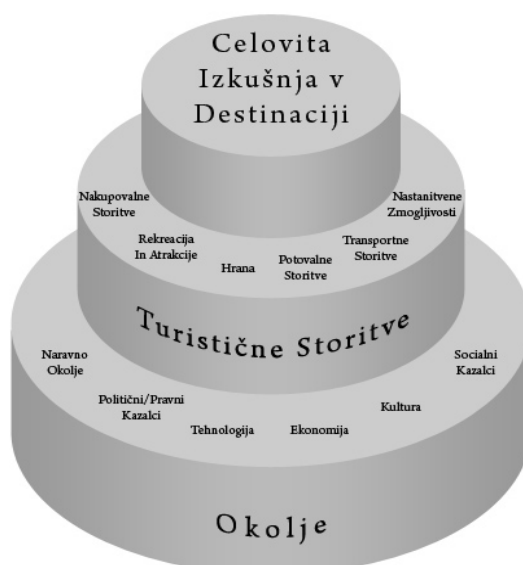 Celovita
Izkušnja v
Destinaciji
Nakupovalne
Storitve
Rekreacija
In Atrakcije
Hrana
Potovalne
Storitve
Transportne
Storitve
Nastanitvene
Zmogljivosti
Turistične Storitve
Naravno
Okolje
Politični/Pravni
Kazalci
Tehnologija
Ekonomija
Kultura
Socialni
Kazalci
Okolje